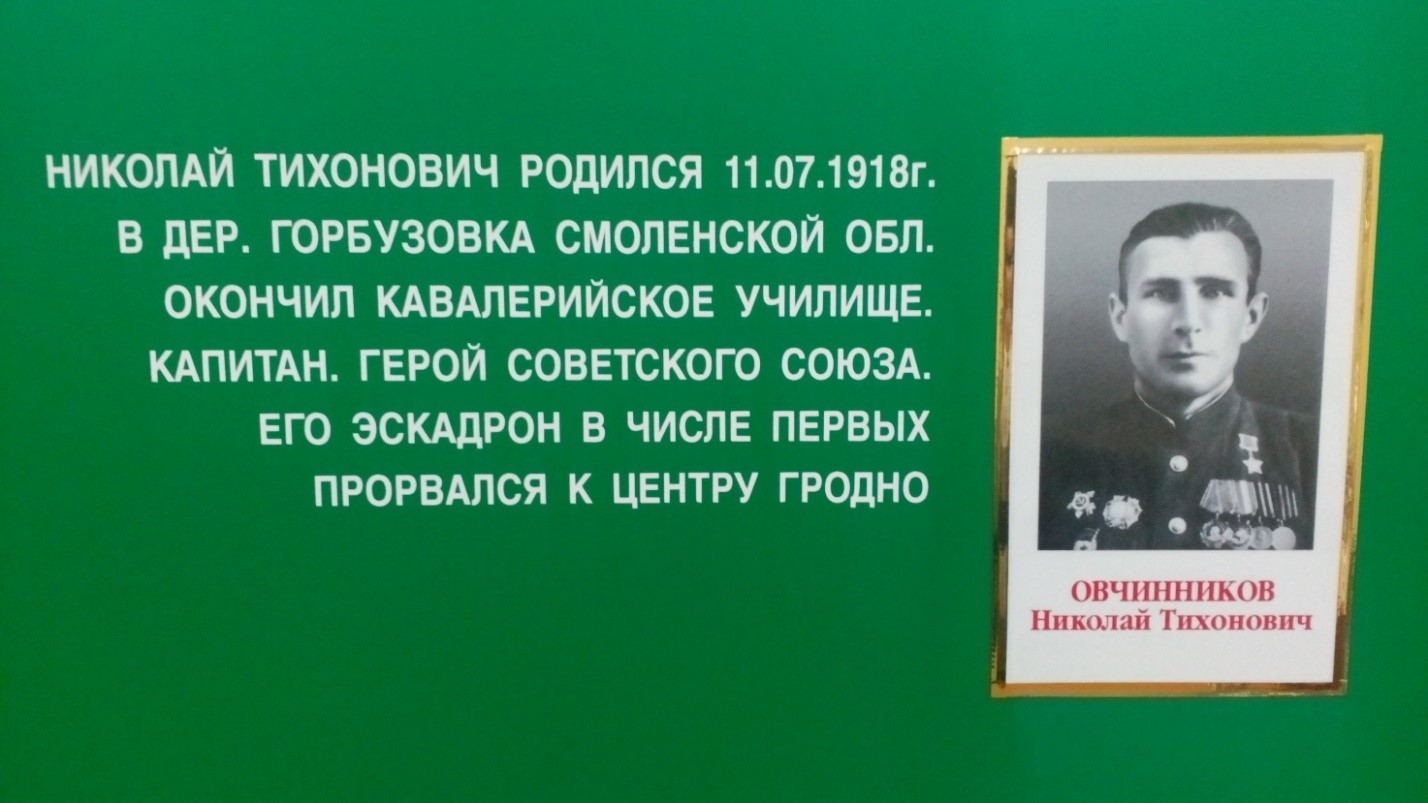 НИКОЛАЙ ТИХОНОВИЧ РОДИЛСЯ 11.07.1918г.
В ДЕР. ГОРБУЗОВКА СМОЛЕНСКОЙ ОБЛ.
ОКОНЧИЛ КАВАЛЕРИЙСКОЕ УЧИЛИЩЕ.
КАПИТАН. ГЕРОЙ СОВЕТСКОГО СОЮЗА.
ЕГО ЭСКАДРОН В ЧИСЛЕ ПЕРВЫХ
ПРОРВАЛСЯ К ЦЕНТРУ ГРОДНО
ОВЧИННИКОВ
Николай Тихонович